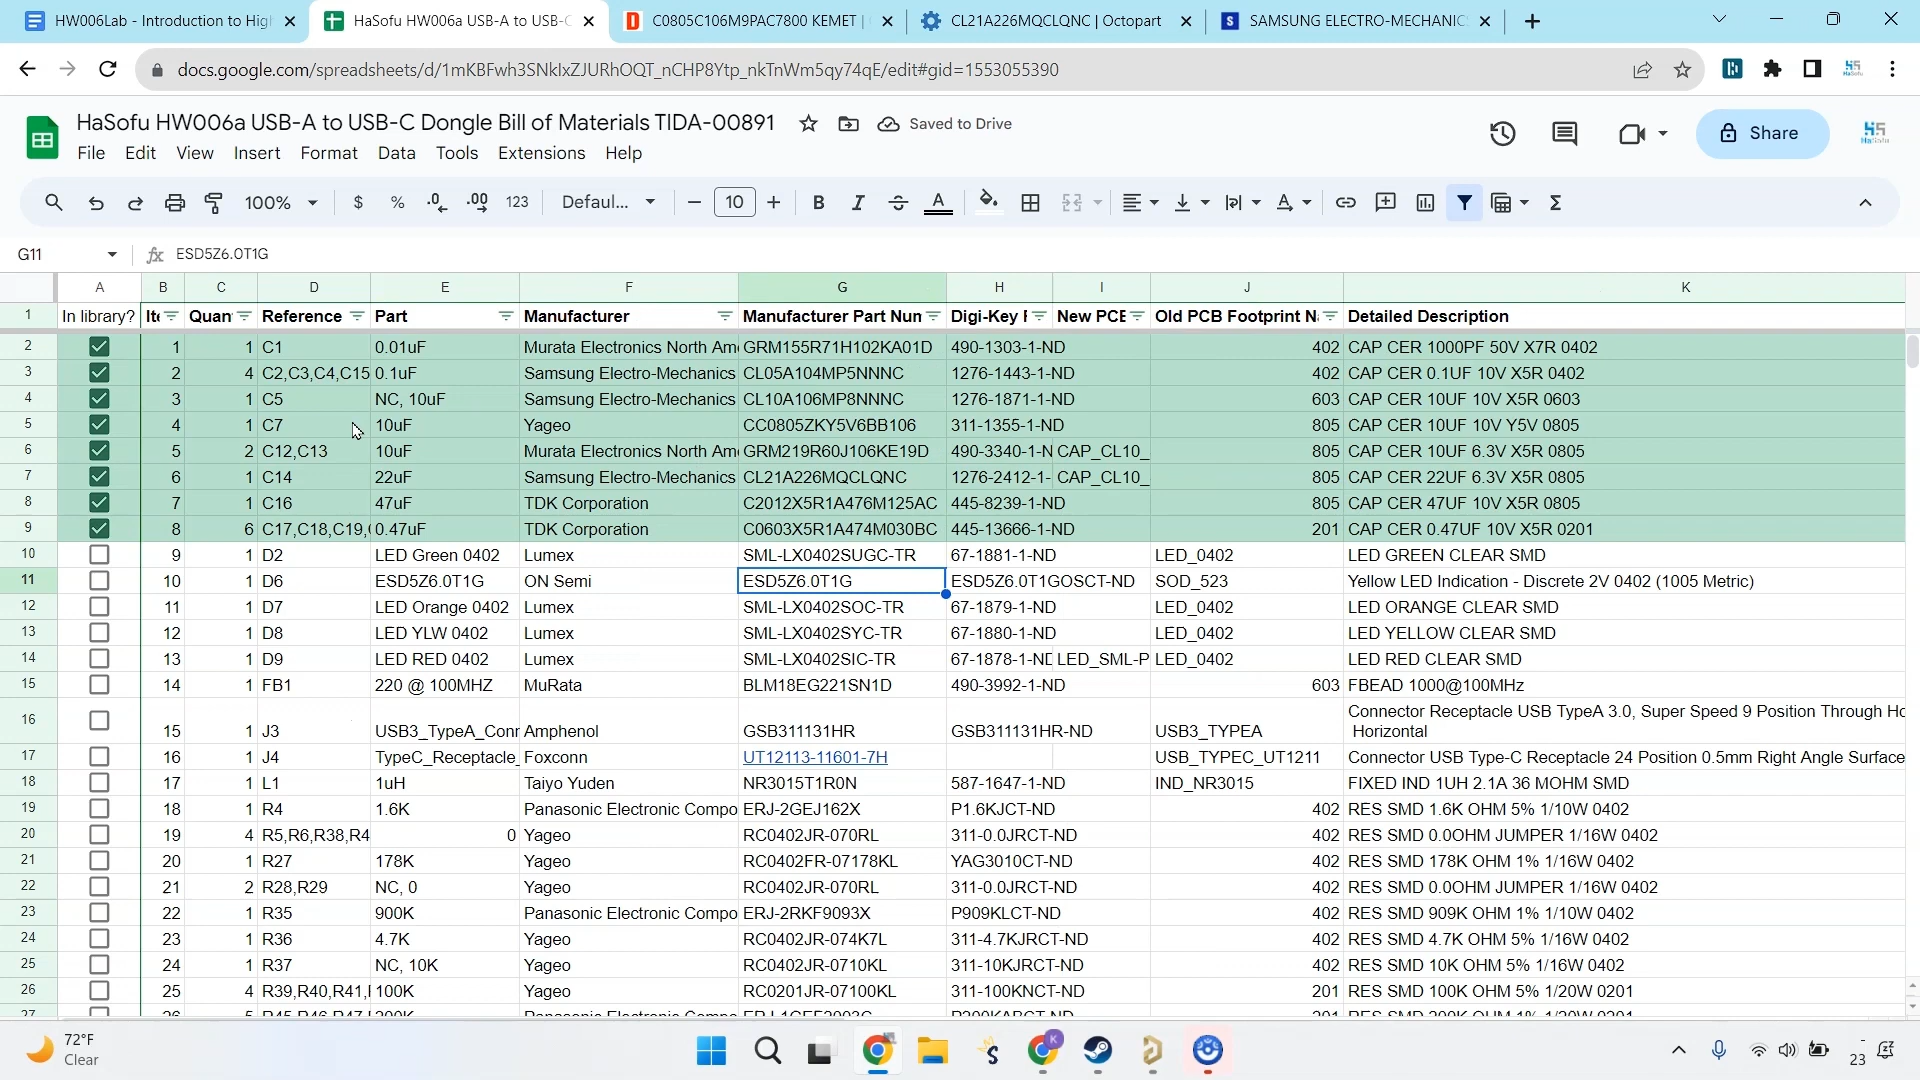 HW006Lab - Introduction to Hig
HaSofu HW006a USB-A to USB-C
C0805C106M9PAC7800 KEMET |
CL21A226MQCLQNC | Octopart
SAMSUNG ELECTRO-MECHANIC
docs.google.com/spreadsheets/d/1mKBFwh3SNkIxZJURhOQT_nCHP8Ytp_nkTnWm5qy74qE/edit#gid=1553055390
HaSofu HW006a USB-A to USB-C Dongle Bill of Materials TIDA-00891
Saved to Drive
File Edit View Insert Format Data Tools Extensions Help
Share
100% $ % .0 .00 123 Defaul... 10 B I A
G11 fx ESD5Z6.0T1G
A B C D E F G H I J K
1 In library? Ite Quan Reference Part Manufacturer Manufacturer Part Nun Digi-Key New PCE Old PCB Footprint N Detailed Description
2 1 1 C1 0.01uF Murata Electronics North Am GRM155R71H102KA01D 490-1303-1-ND 402 CAP CER 1000PF 50V X7R 0402
3 2 4 C2,C3,C4,C15 0.1uF Samsung Electro-Mechanics CL05A104MP5NNNC 1276-1443-1-ND 402 CAP CER 0.1UF 10V X5R 0402
4 3 1 C5 NC, 10uF Samsung Electro-Mechanics CL10A106MP8NNNC 1276-1871-1-ND 603 CAP CER 10UF 10V X5R 0603
5 4 1 C7 10uF Yageo CC0805ZKY5V6BB106 311-1355-1-ND 805 CAP CER 10UF 10V Y5V 0805
6 5 2 C12,C13 10uF Murata Electronics North Am GRM219R60J106KE19D 490-3340-1-N CAP_CL10_ 805 CAP CER 10UF 6.3V X5R 0805
7 6 1 C14 22uF Samsung Electro-Mechanics CL21A226MQCLQNC 1276-2412-1- CAP_CL10_ 805 CAP CER 22UF 6.3V X5R 0805
8 7 1 C16 47uF TDK Corporation C2012X5R1A476M125AC 445-8239-1-ND 805 CAP CER 47UF 10V X5R 0805
9 8 6 C17,C18,C19, 0.47uF TDK Corporation C0603X5R1A474M030BC 445-13666-1-ND 201 CAP CER 0.47UF 10V X5R 0201
10 9 1 D2 LED Green 0402 Lumex SML-LX0402SUGC-TR 67-1881-1-ND LED_0402 LED GREEN CLEAR SMD
11 10 1 D6 ESD5Z6.0T1G ON Semi ESD5Z6.0T1G ESD5Z6.0T1GOSCT-ND SOD_523 Yellow LED Indication - Discrete 2V 0402 (1005 Metric)
12 11 1 D7 LED Orange 0402 Lumex SML-LX0402SOC-TR 67-1879-1-ND LED_0402 LED ORANGE CLEAR SMD
13 12 1 D8 LED YLW 0402 Lumex SML-LX0402SYC-TR 67-1880-1-ND LED_0402 LED YELLOW CLEAR SMD
14 13 1 D9 LED RED 0402 Lumex SML-LX0402SIC-TR 67-1878-1-ND LED_SML-P LED_0402 LED RED CLEAR SMD
15 14 1 FB1 220 @ 100MHZ MuRata BLM18EG221SN1D 490-3992-1-ND 603 FBEAD 1000@100MHz
16 15 1 J3 USB3_TypeA_Conr Amphenol GSB311131HR GSB311131HR-ND USB3_TYPEA Connector Receptacle USB TypeA 3.0, Super Speed 9 Position Through Ho
Horizontal
17 16 1 J4 TypeC_Receptacle_ Foxconn UT12113-11601-7H USB_TYPEC_UT1211 Connector USB Type-C Receptacle 24 Position 0.5mm Right Angle Surface
18 17 1 L1 1uH Taiyo Yuden NR3015T1R0N 587-1647-1-ND IND_NR3015 FIXED IND 1UH 2.1A 36 MOHM SMD
19 18 1 R4 1.6K Panasonic Electronic Compo ERJ-2GEJ162X P1.6KJCT-ND 402 RES SMD 1.6K OHM 5% 1/10W 0402
20 19 4 R5,R6,R38,R4 0 Yageo RC0402JR-070RL 311-0.0JRCT-ND 402 RES SMD 0.0OHM JUMPER 1/16W 0402
21 20 1 R27 178K Yageo RC0402FR-07178KL YAG3010CT-ND 402 RES SMD 178K OHM 1% 1/16W 0402
22 21 2 R28,R29 NC, 0 Yageo RC0402JR-070RL 311-0.0JRCT-ND 402 RES SMD 0.0OHM JUMPER 1/16W 0402
23 22 1 R35 900K Panasonic Electronic Compo ERJ-2RKF9093X P909KLCT-ND 402 RES SMD 909K OHM 1% 1/10W 0402
24 23 1 R36 4.7K Yageo RC0402JR-074K7L 311-4.7KJRCT-ND 402 RES SMD 4.7K OHM 5% 1/16W 0402
25 24 1 R37 NC, 10K Yageo RC0402JR-0710KL 311-10KJRCT-ND 402 RES SMD 10K OHM 5% 1/16W 0402
26 25 4 R39,R40,R41, 100K Yageo RC0201JR-07100KL 311-100KNCT-ND 201 RES SMD 100K OHM 5% 1/20W 0201
72°F
Clear
23